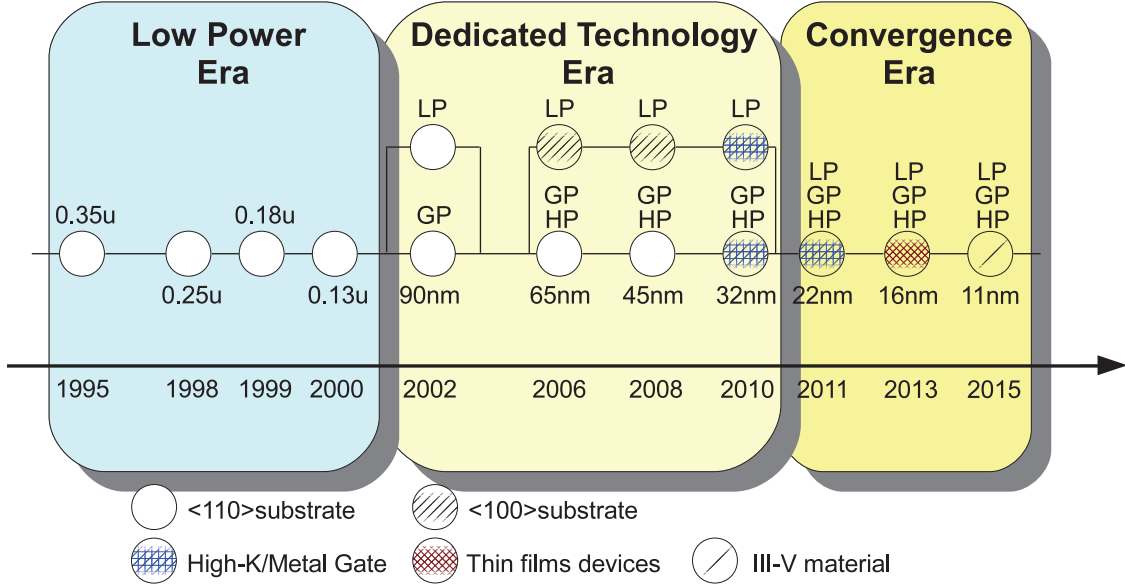 Low Power
Era
Dedicated Technology
Era
Convergence
Era
LP
LP
LP
LP
0.35u
0.18u
GP
GP
HP
GP
HP
GP
HP
LP
GP
HP
LP
GP
HP
LP
GP
HP
0.25u
0.13u
90nm
65nm
45nm
32nm
22nm
16nm
11nm
1995
1998
1999
2000
2002
2006
2008
2010
2011
2013
2015
<110>substrate
<100>substrate
High-K/Metal Gate
Thin films devices
III-V material